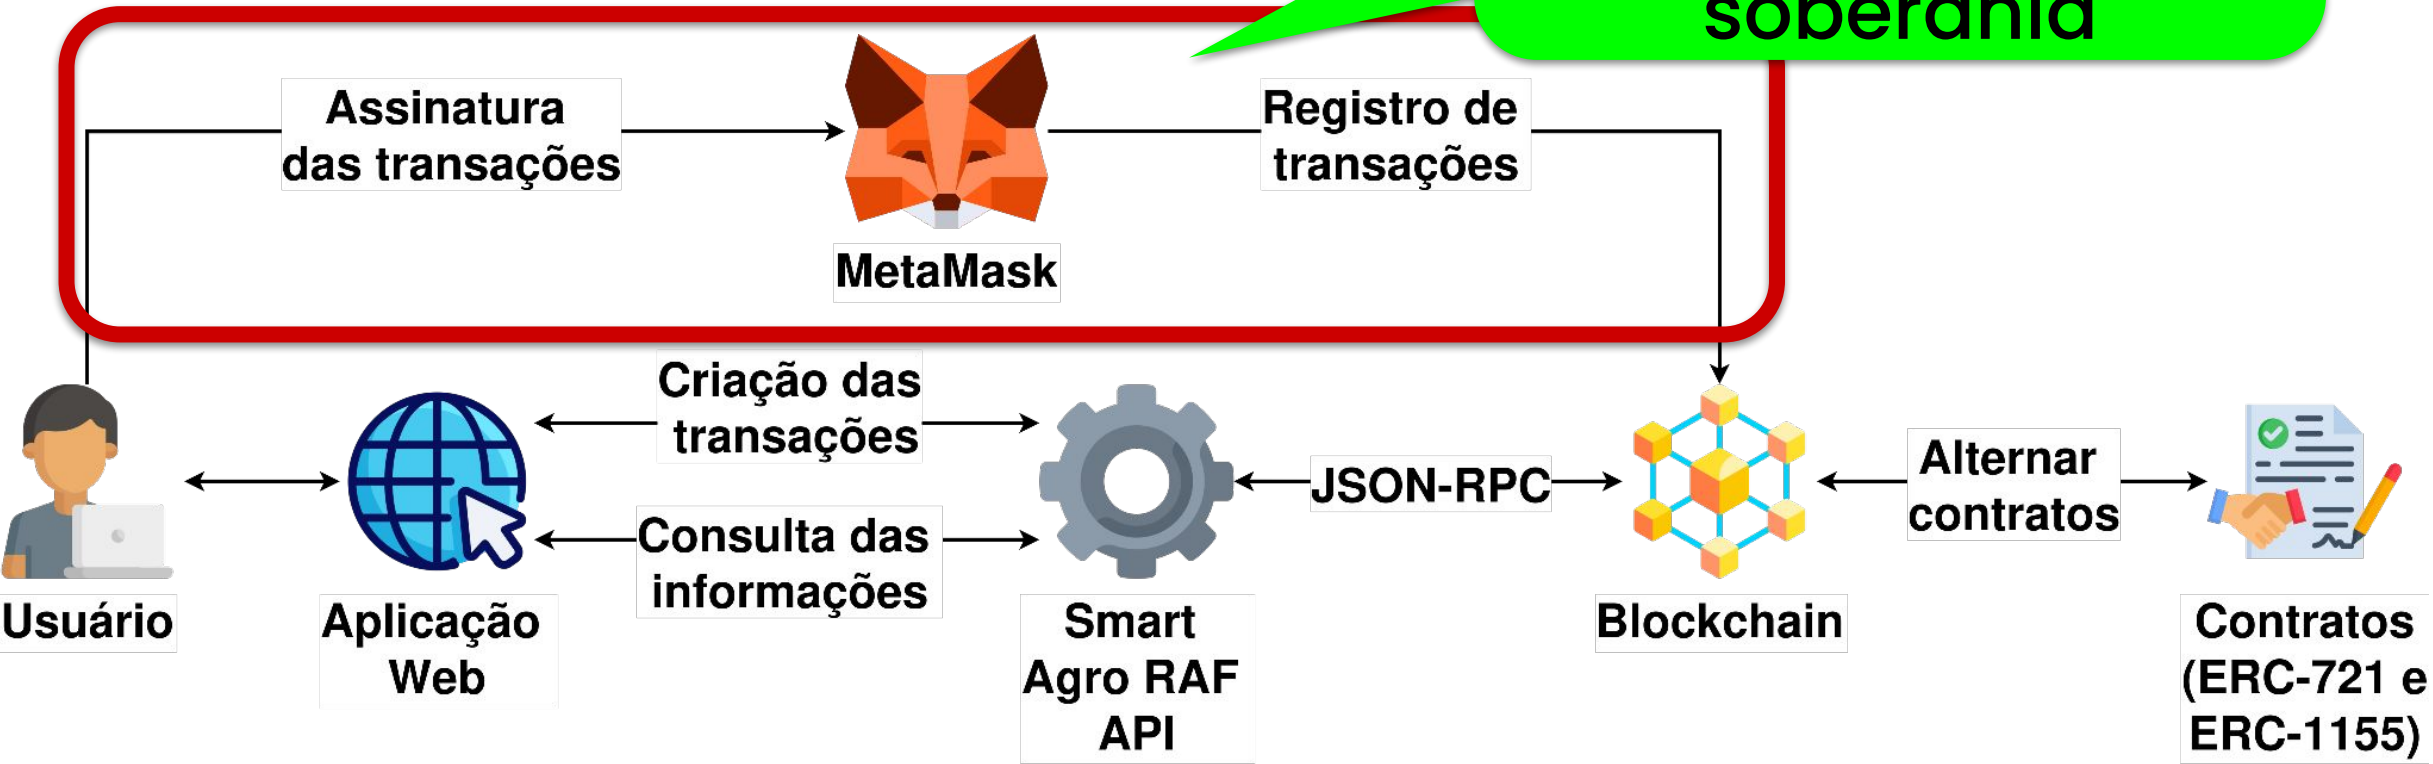 soberania
Assinatura
das transações
Registro de
transações
MetaMask
Criação das
transações
JSON-RPC
Alternar
contratos
Consulta das
informações
Usuário
Aplicação
Web
Smart
Agro RAF
API
Blockchain
Contratos
(ERC-721 e
ERC-1155)